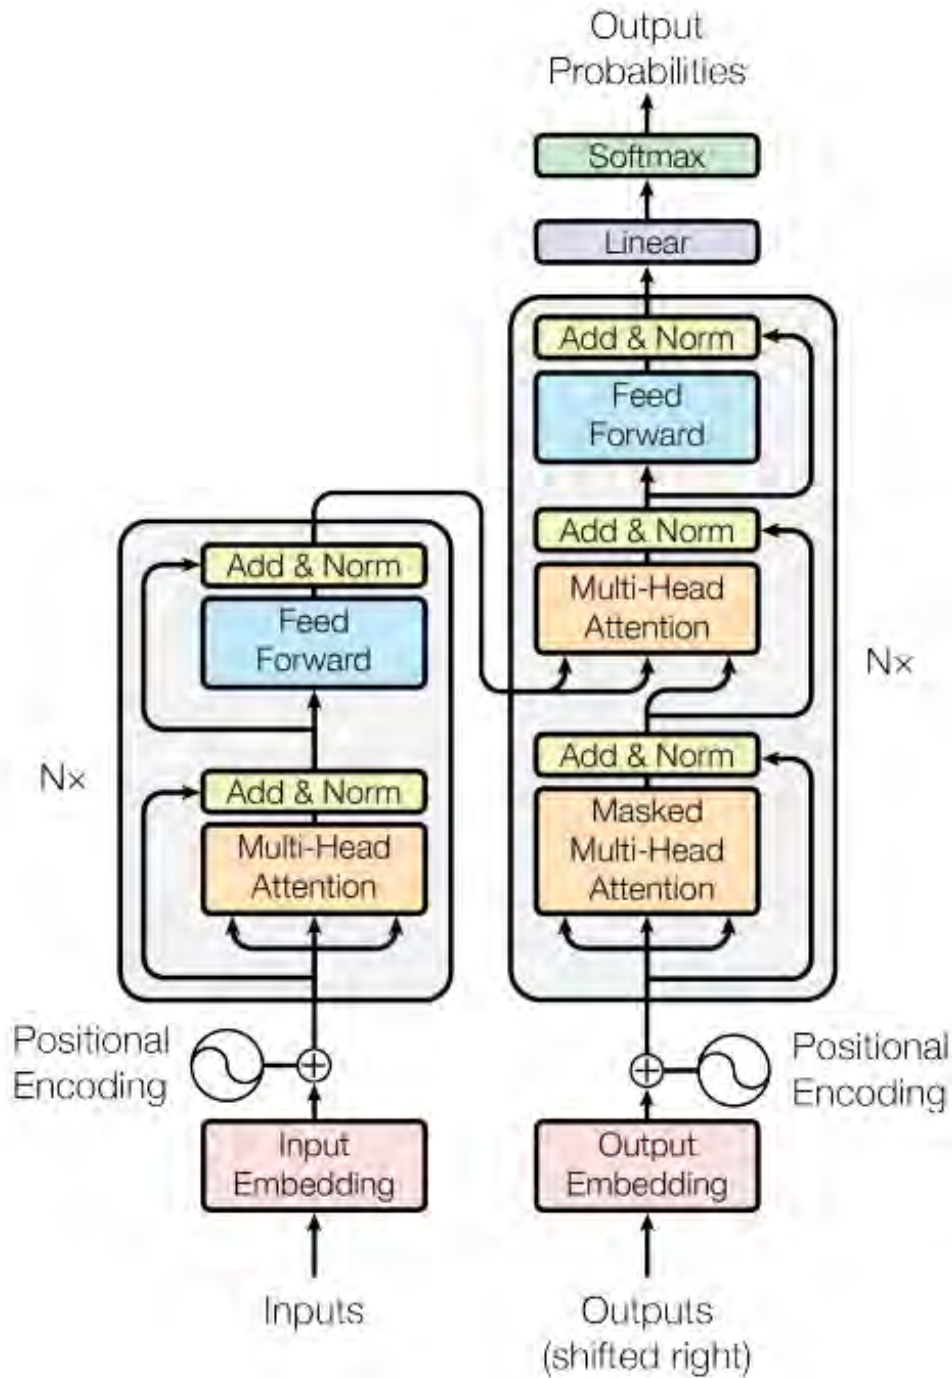 Output
Probabilities
Softmax
Linear
Add & Norm
Feed
Forward
Add & Norm
Multi-Head
Attention
Nx
Add & Norm
Masked
Multi-Head
Attention
Add & Norm
Feed
Forward
Nx
Add & Norm
Multi-Head
Attention
Positional
Encoding
Positional
Encoding
Input
Embedding
Output
Embedding
Inputs
Outputs
(shifted right)